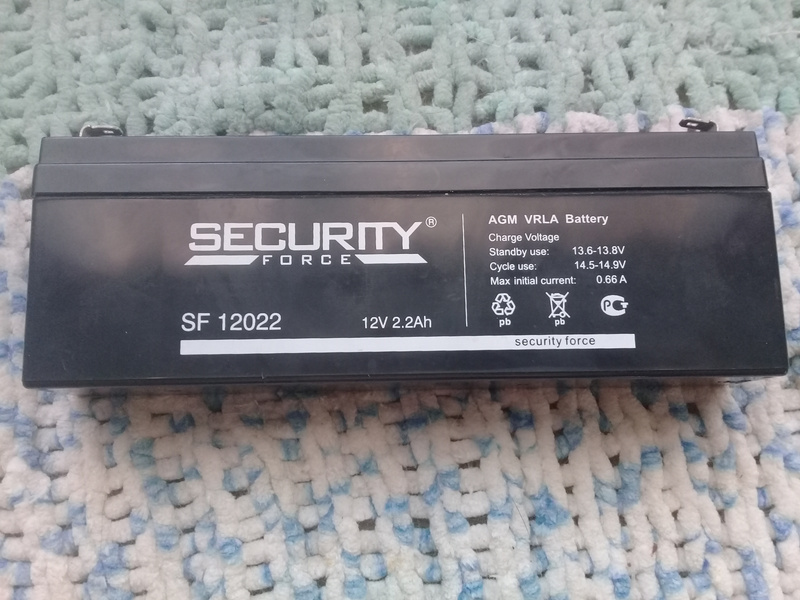 SECURITY®
FORCE
SF 12022
12V 2.2Ah
AGM VRLA Battery
Charge Voltage
Standby use: 13.6-13.8V
Cycle use: 14.5-14.9V
Max initial current: 0.66 A
pb
pb
РСТ
security force